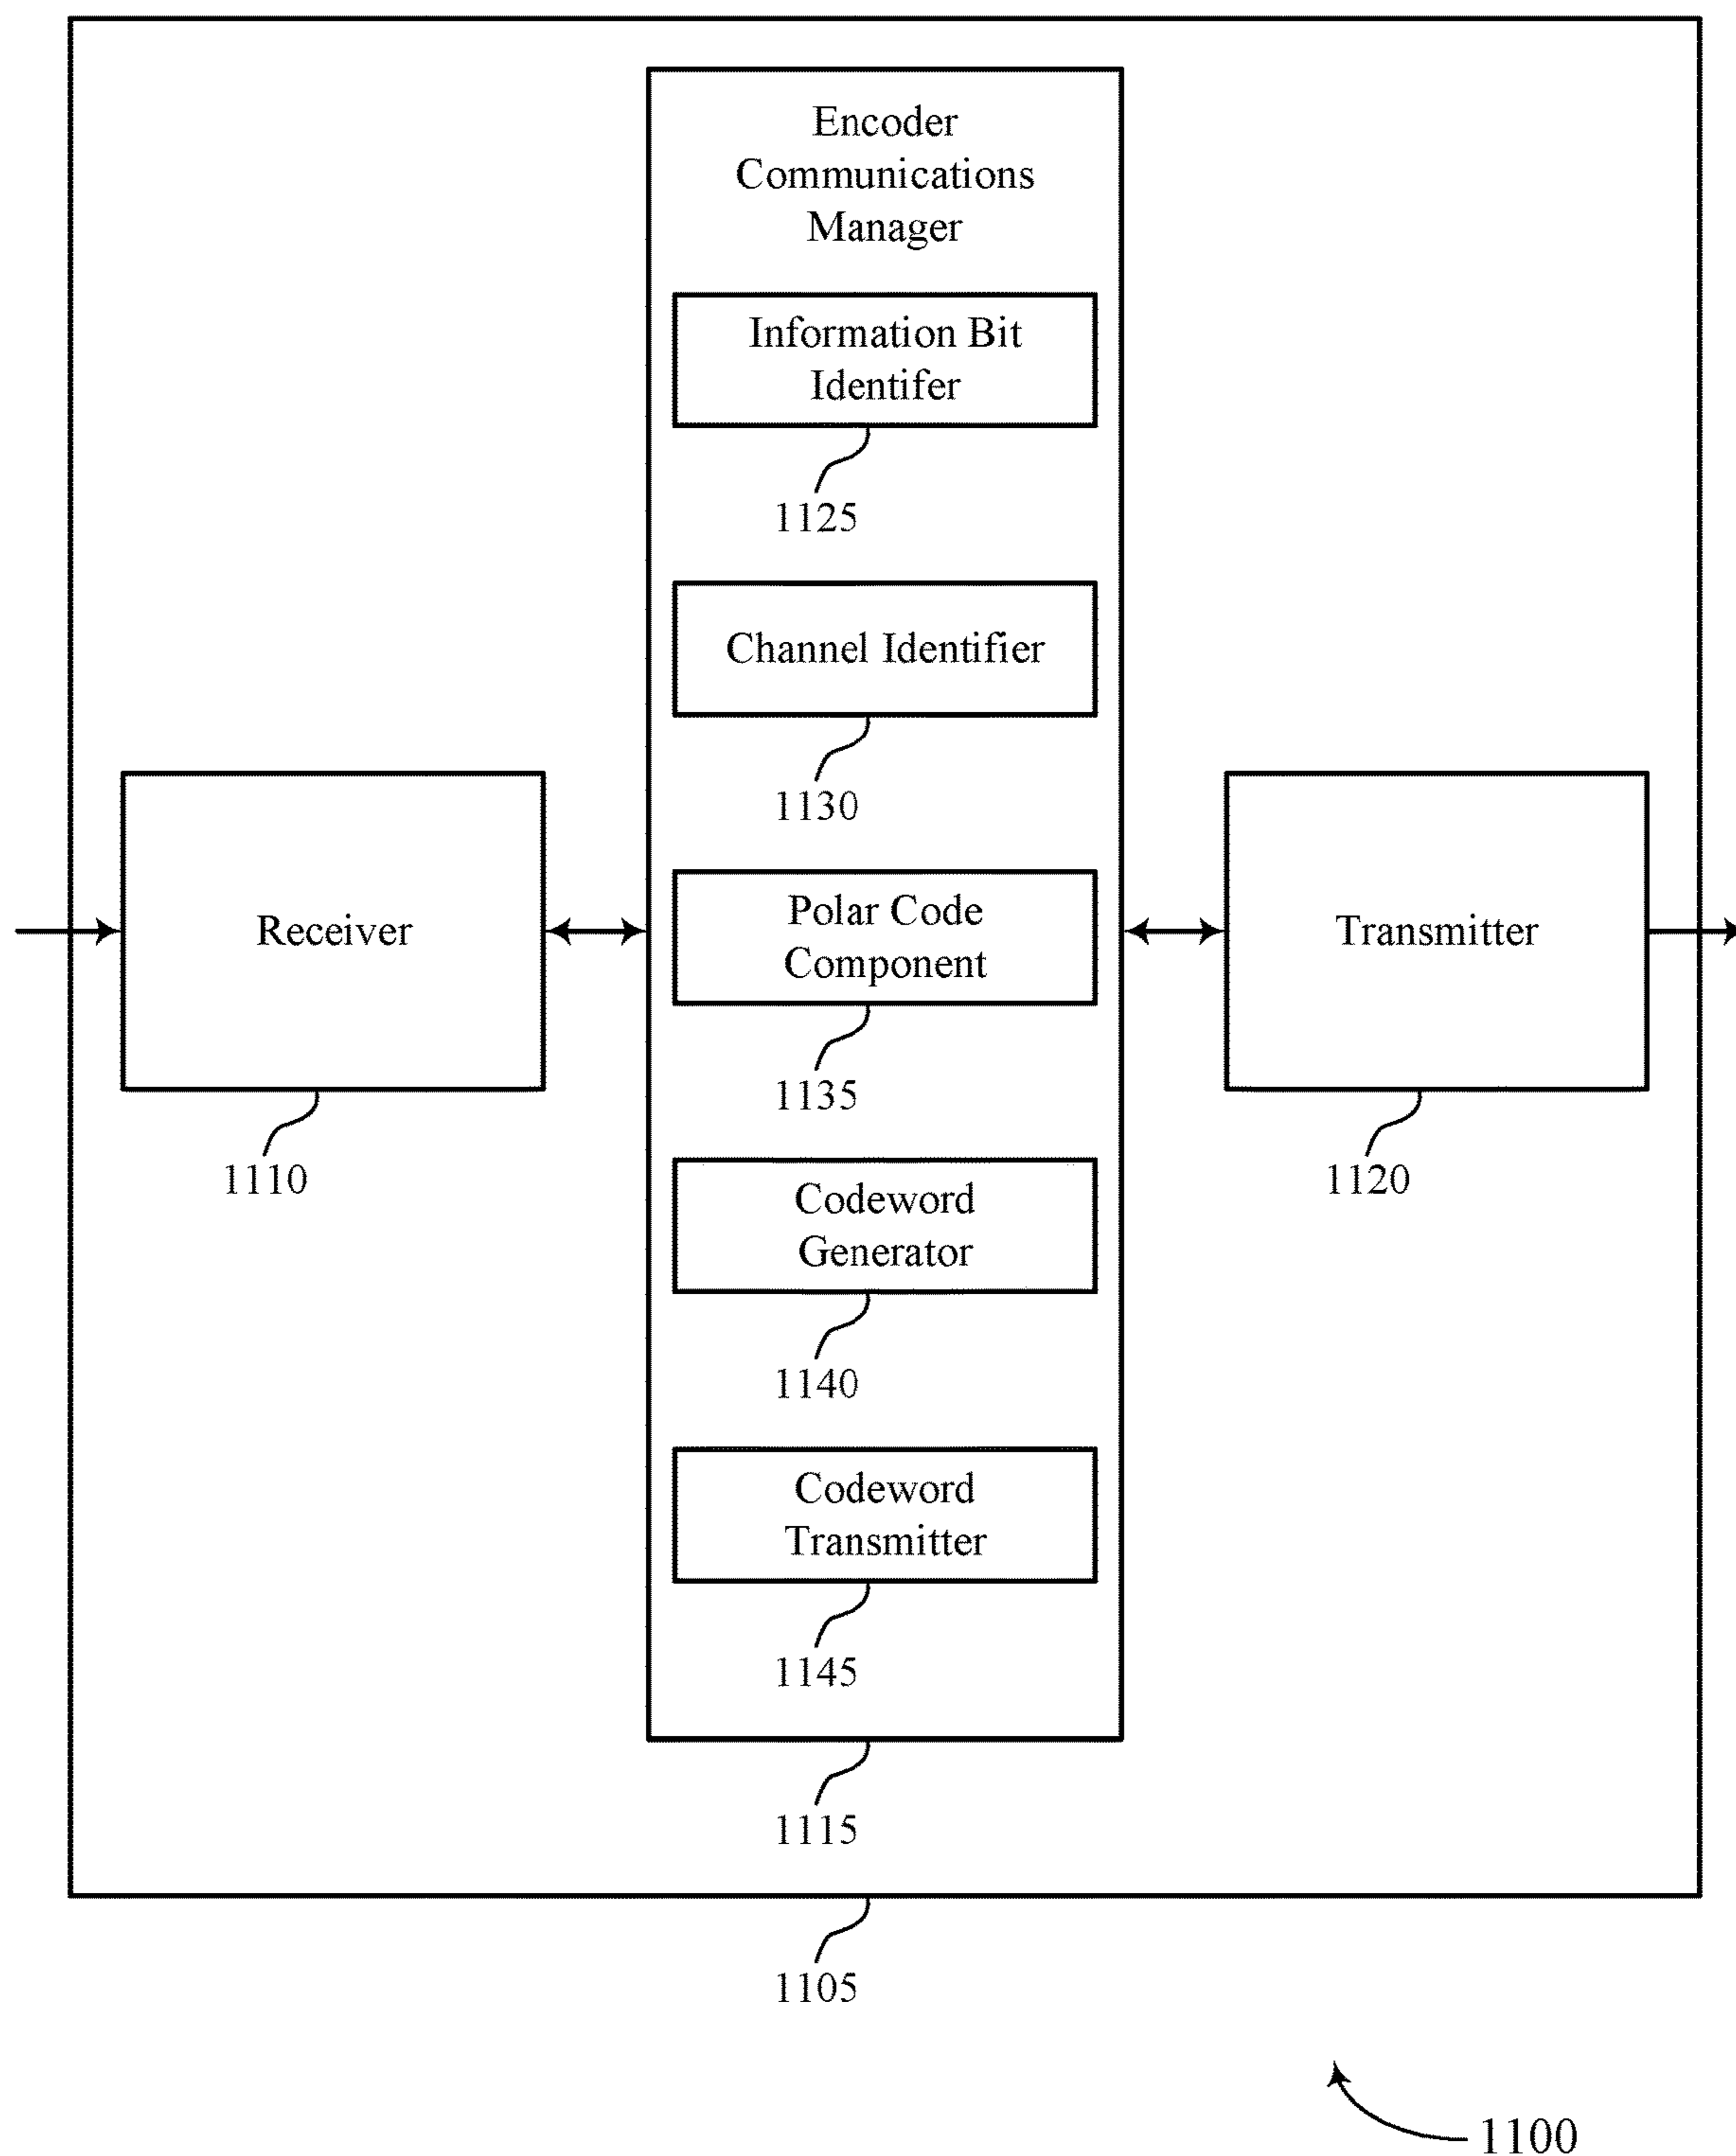 Encoder
Communications
Manager
Information Bit
Identifer
1125
Channel Identifier
1130
Receiver
1110
Polar Code
Component
1135
Transmitter
1120
Codeword
Generator
1140
Codeword
Transmitter
1145
1115
1105
1100